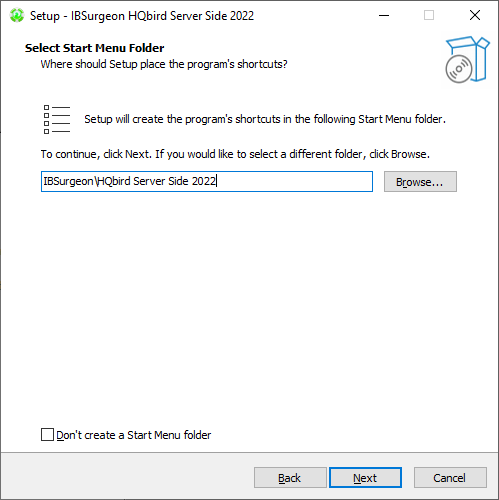 Setup - IBSurgeon HQbird Server Side 2022
Select Start Menu Folder
Where should Setup place the program's shortcuts?
Setup will create the program's shortcuts in the following Start Menu folder.
To continue, click Next. If you would like to select a different folder, click Browse.
IBSurgeon\HQbird Server Side 2022
Browse...
Don't create a Start Menu folder
Back
Next
Cancel